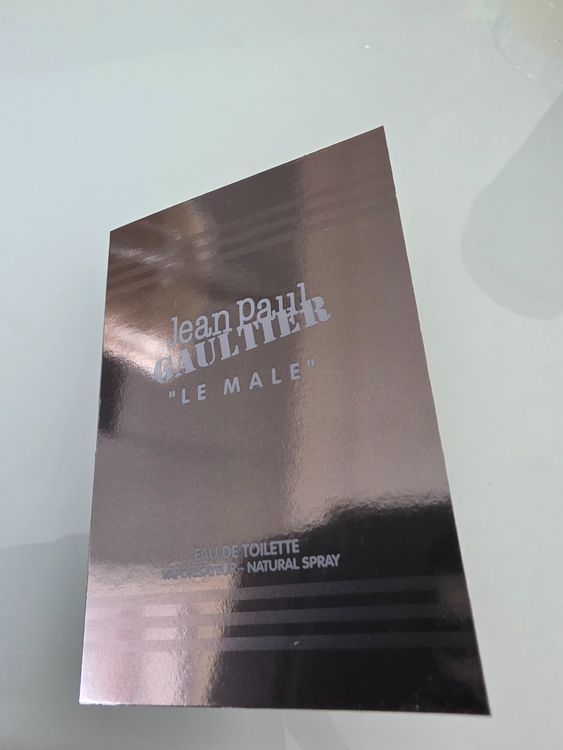 Jean Paul
GAULTIER
"LE MALE"
EAU DE TOILETTE
VAPORISATEUR - NATURAL SPRAY